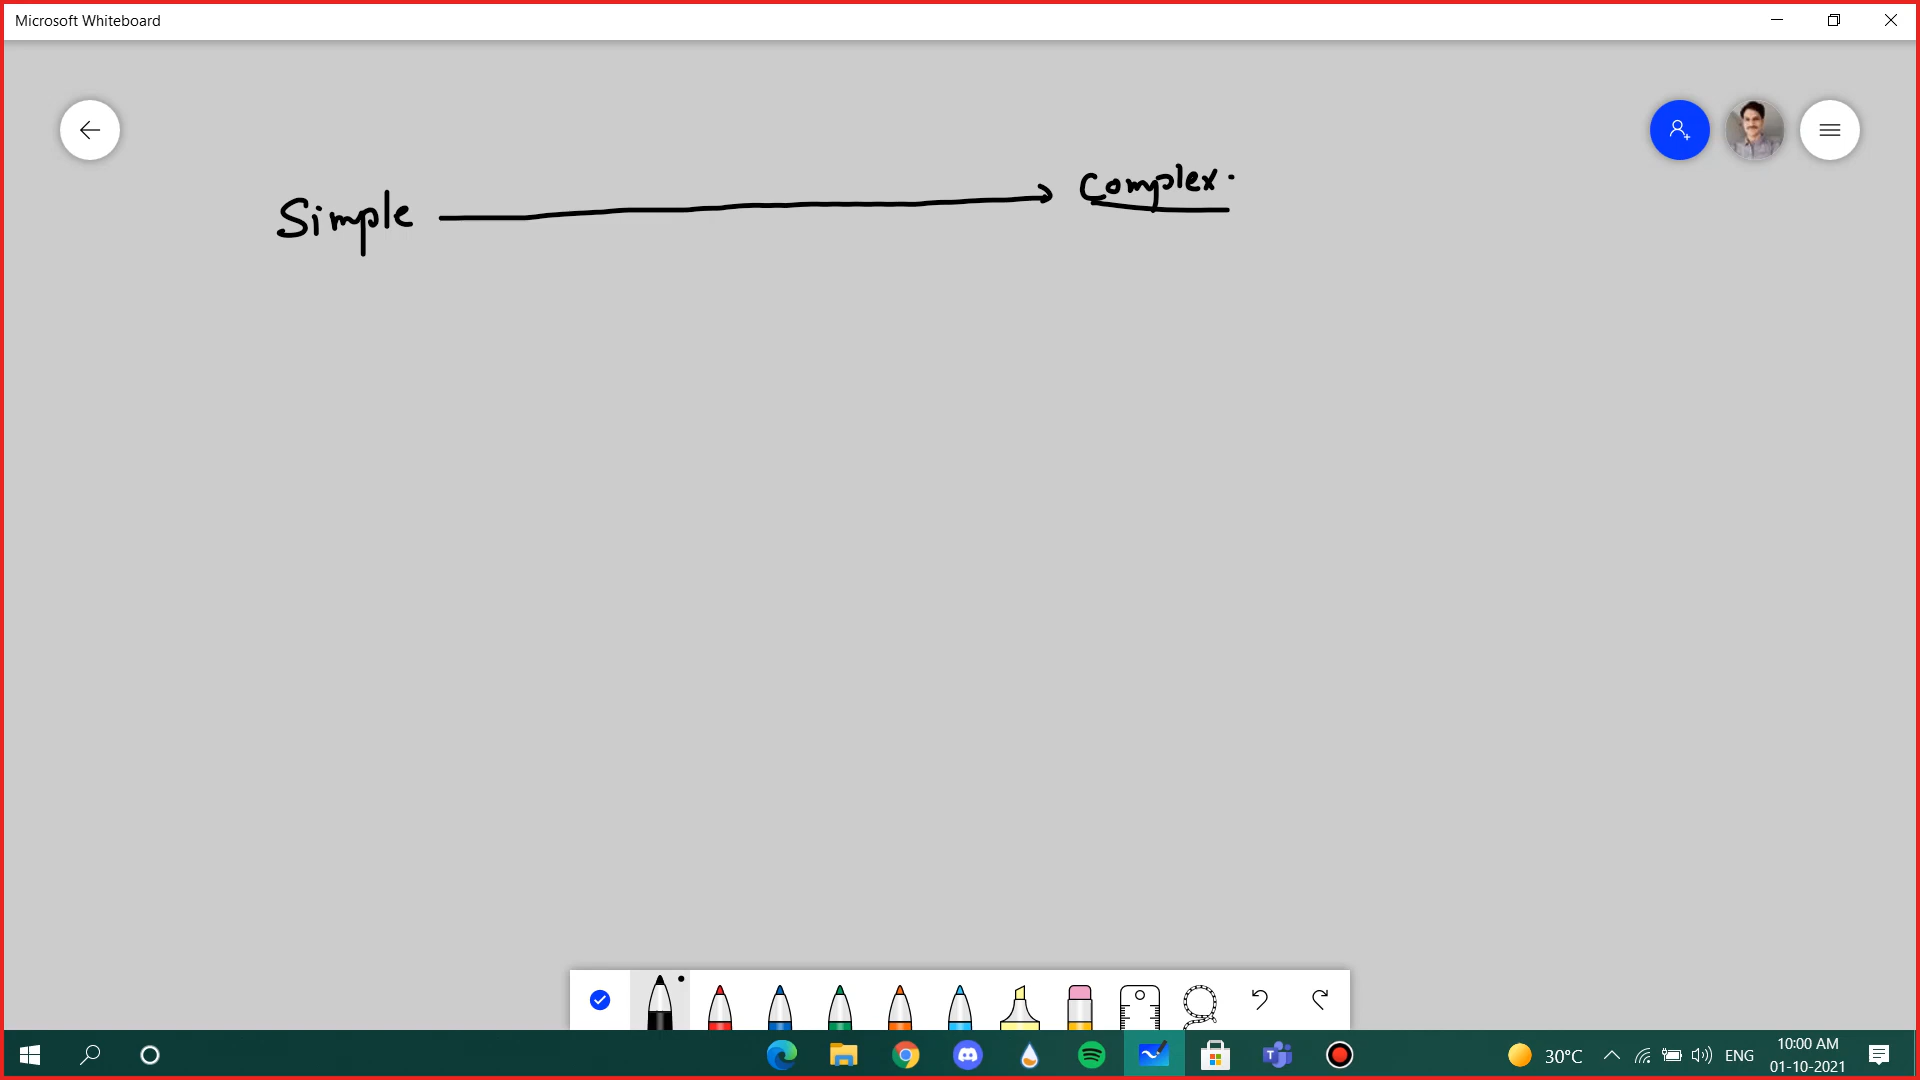 Microsoft Whiteboard
Simple → Complex.
30°C ENG 10:00 AM
01-10-2021